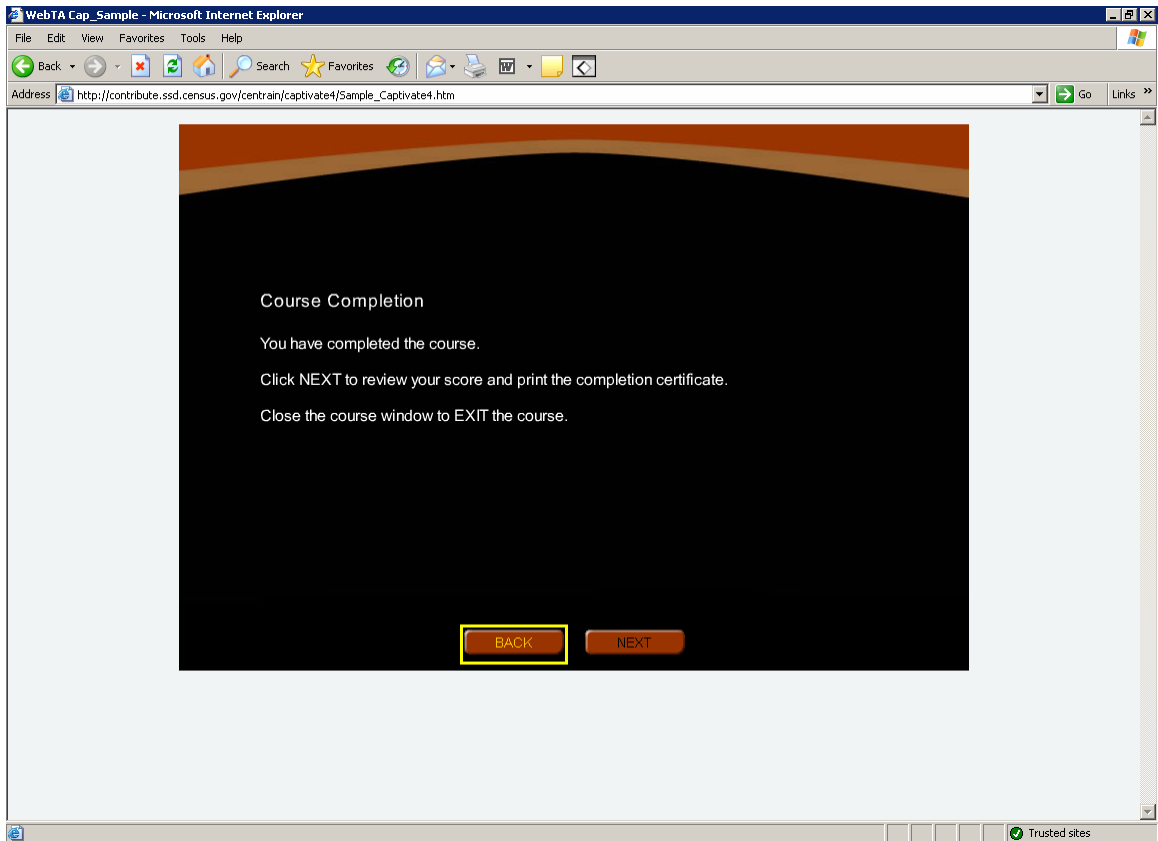 WebTA Cap_Sample - Microsoft Internet Explorer
File Edit View Favorites Tools Help
Back Search Favorites
Address http://contribute.ssd.census.gov/centrain/captivate4/Sample_Captivate4.htm Go Links »
Course Completion
You have completed the course.
Click NEXT to review your score and print the completion certificate.
Close the course window to EXIT the course.
BACK NEXT
Trusted sites